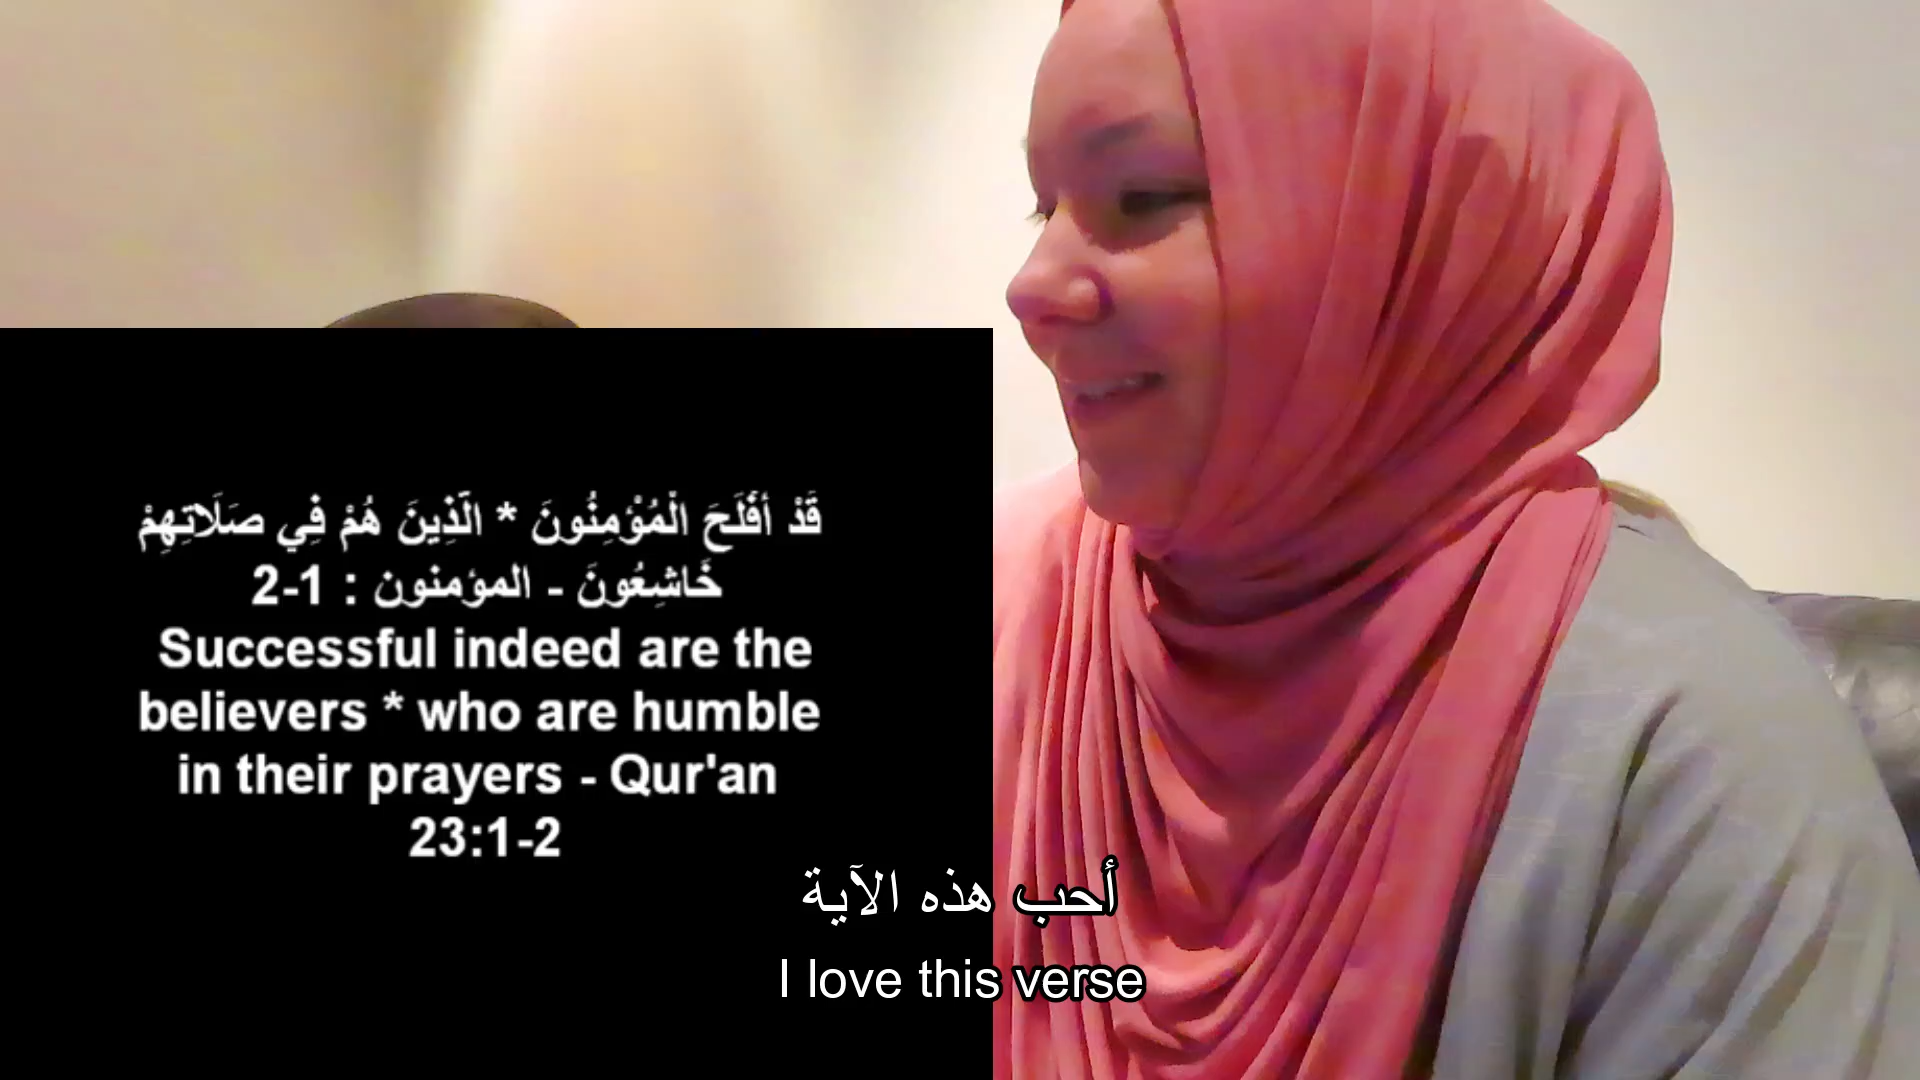 قَدْ أَفْلَحَ الْمُؤْمِنُونَ * الَّذِينَ هُمْ فِي صَلَاتِهِمْ
خَاشِعُونَ - المؤمنون : 1-2
Successful indeed are the
believers * who are humble
in their prayers - Qur'an
23:1-2
أحب هذه الآية
I love this verse